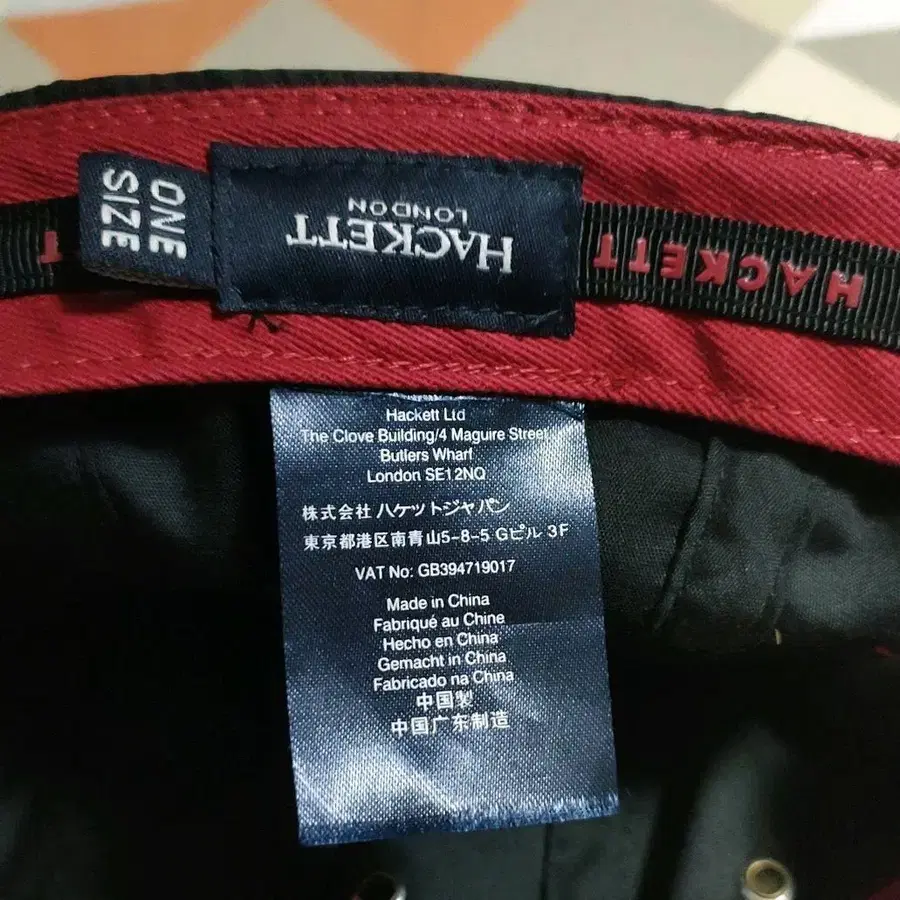 ONE
SIZE
HACKETT
LONDON
HACKETT
T
Hackett Ltd
The Clove Building/4 Maguire Street
Butlers Wharf
London SE12NQ
株式会社 ハケットジャパン
東京都港区南青山5-8-5 Gビル 3F
VAT No: GB394719017
Made in China
Fabriqué au Chine
Hecho en China
Gemacht in China
Fabricado na China
中国製
中国广东制造